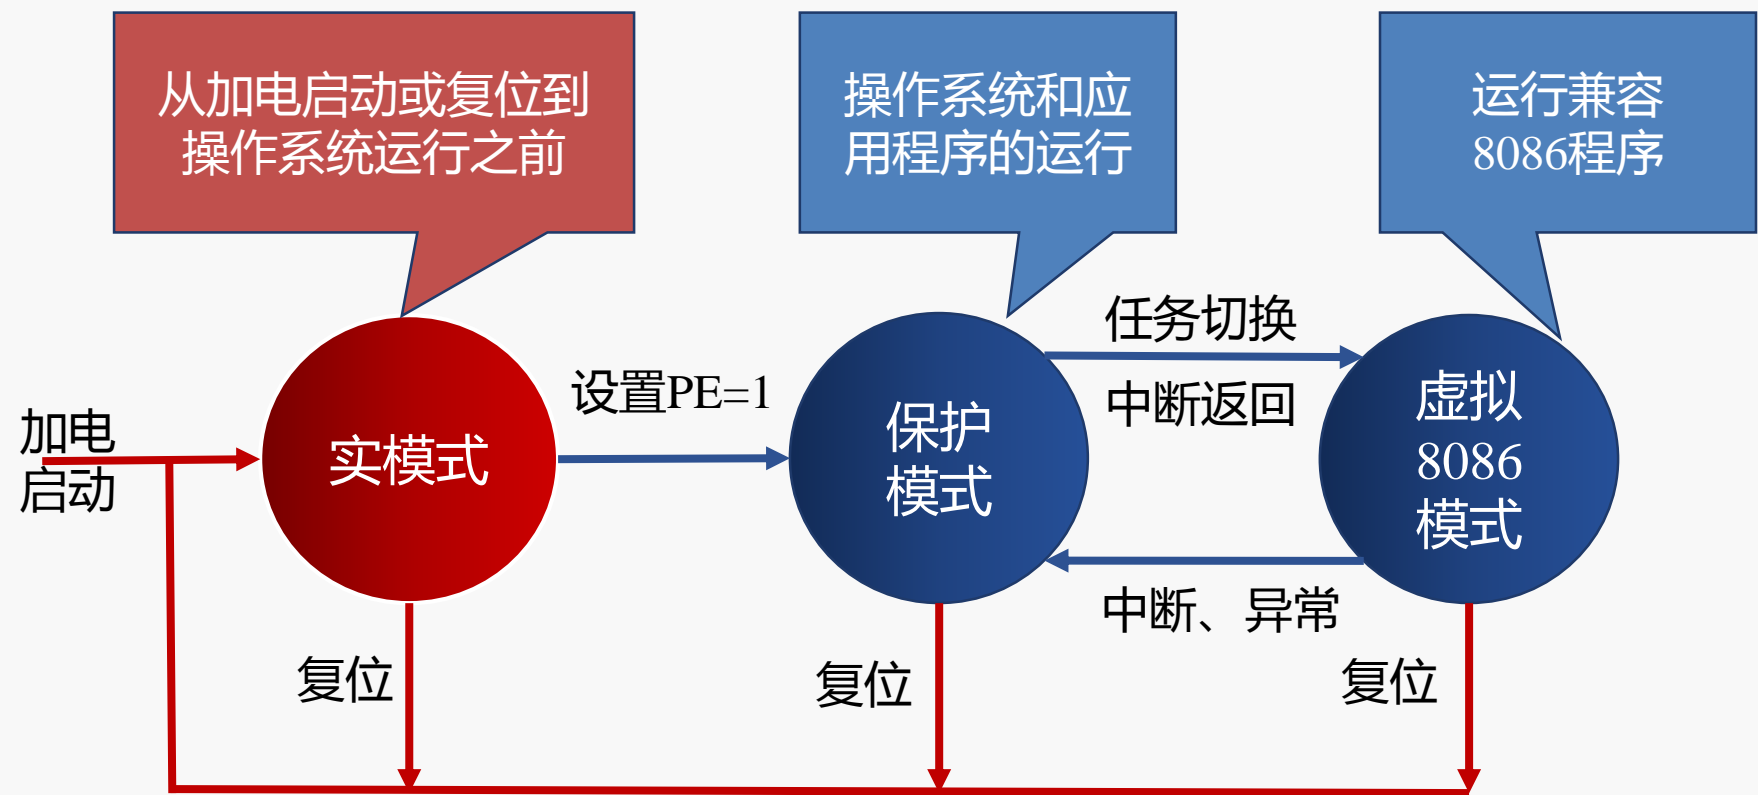 从加电启动或复位到
操作系统运行之前
操作系统和应
用程序的运行
运行兼容
8086程序
加电
启动
实模式
设置PE=1
保护
模式
任务切换
中断返回
虚拟
8086
模式
中断、异常
复位
复位
复位